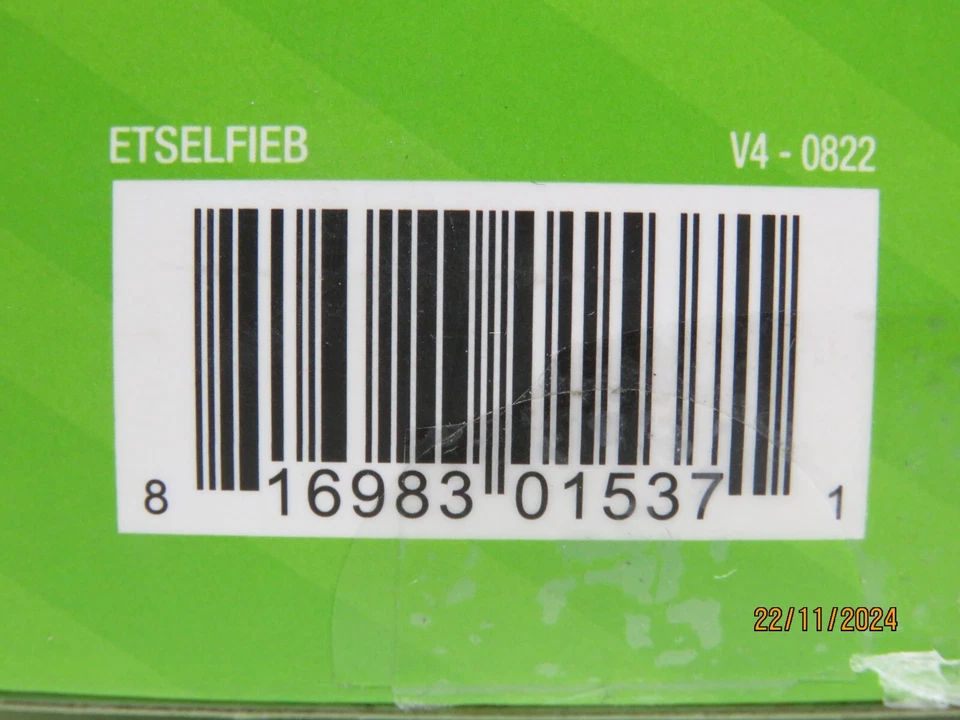 ETSELFIEB V4 - 0822
8 16983 01537 1
22/11/2024